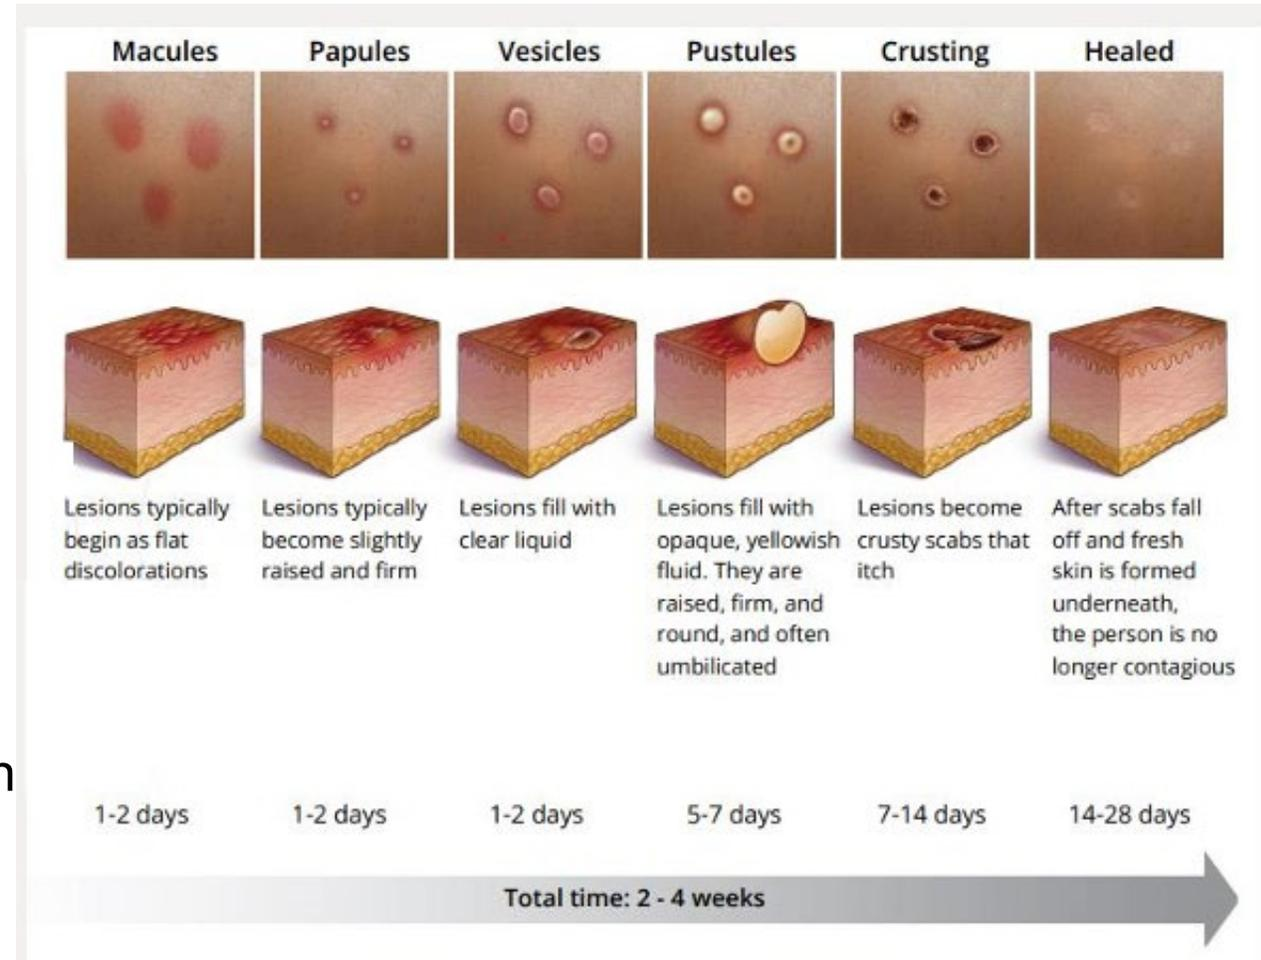 Macules
Papules
Vesicles
Pustules
Crusting
Healed
Lesions typically
begin as flat
discolorations
Lesions typically
become slightly
raised and firm
Lesions fill with
clear liquid
Lesions fill with
opaque, yellowish
fluid. They are
raised, firm, and
round, and often
umbilicated
Lesions become
crusty scabs that
itch
After scabs fall
off and fresh
skin is formed
underneath,
the person is no
longer contagious
n
1-2 days
1-2 days
1-2 days
5-7 days
7-14 days
14-28 days
Total time: 2 - 4 weeks